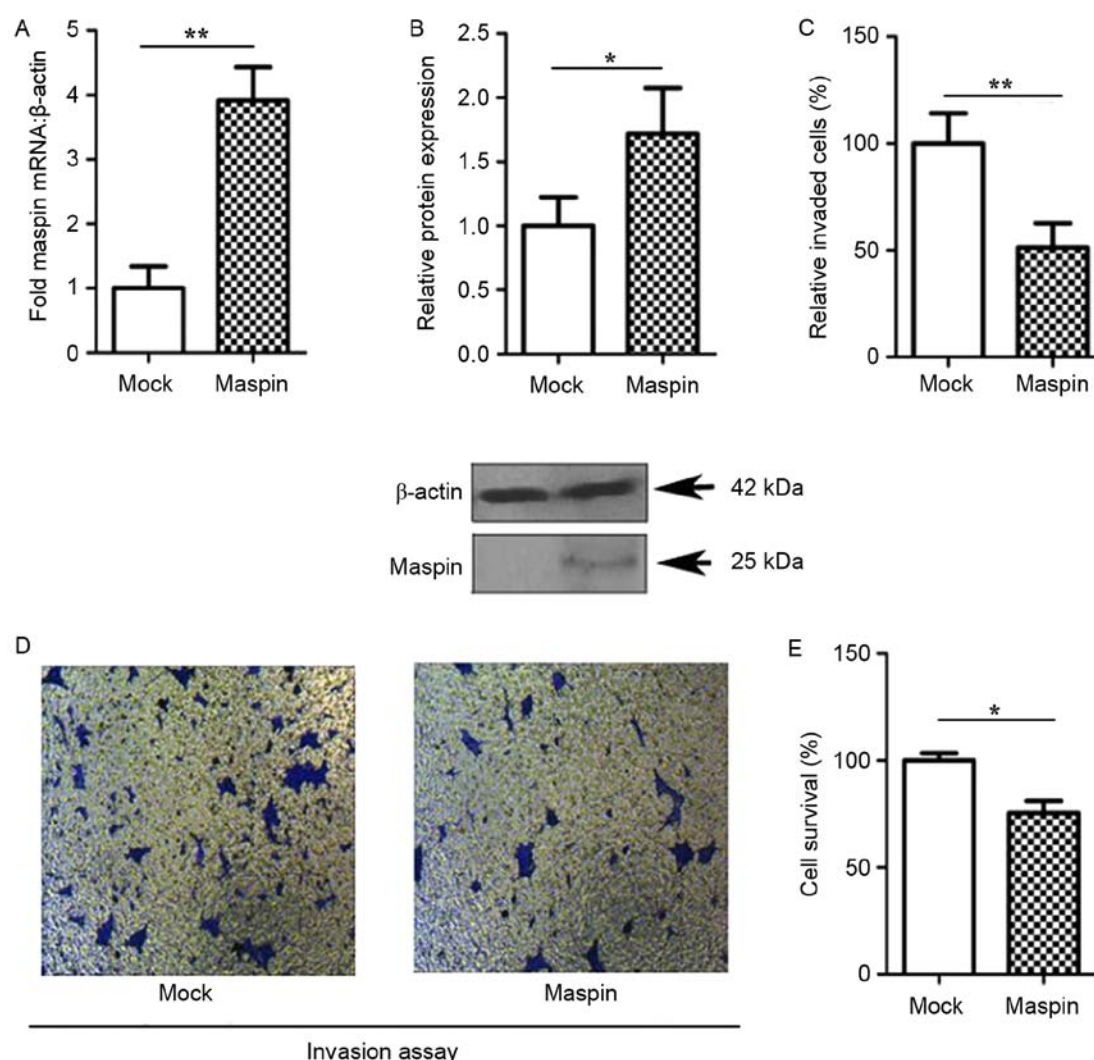 A
Fold maspin mRNA:β-actin
5
4
3
2
1
0
**
Mock
Maspin
B
Relative protein expression
2.5
2.0
1.5
1.0
0.5
0.0
*
Mock
Maspin
C
Relative invaded cells (%)
150
100
50
0
**
Mock
Maspin
β-actin
42 kDa
Maspin
25 kDa
D
Mock
Maspin
Invasion assay
E
Cell survival (%)
150
100
50
0
*
Mock
Maspin